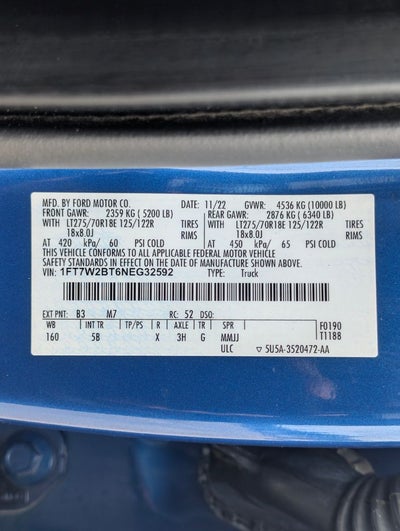 MFD. BY FORD MOTOR CO. 11/22 GVWR: 4536 KG (10000 LB)
FRONT GAWR: 2359 KG ( 5200 LB) REAR GAWR: 2876 KG ( 6340 LB)
WITH LT275/70R18E 125/122R TIRES WITH LT275/70R18E 125/122R TIRES
18x8.0J RIMS 18x8.0J RIMS
AT 420 kPa/ 60 PSI COLD AT 450 kPa/ 65 PSI COLD
THIS VEHICLE CONFORMS TO ALL APPLICABLE FEDERAL MOTOR VEHICLE
SAFETY STANDARDS IN EFFECT ON THE DATE OF MANUFACTURE SHOWN ABOVE.
VIN: 1FT7W2BT6NEG32592 TYPE: Truck
EXT PNT: B3 M7 RC: 52 DSO:
WB INT TR TP/PS R AXLE TR SPR F0190
160 5B X 3H G MMJJ T1188
ULC ▽ 5U5A-3520472-AA